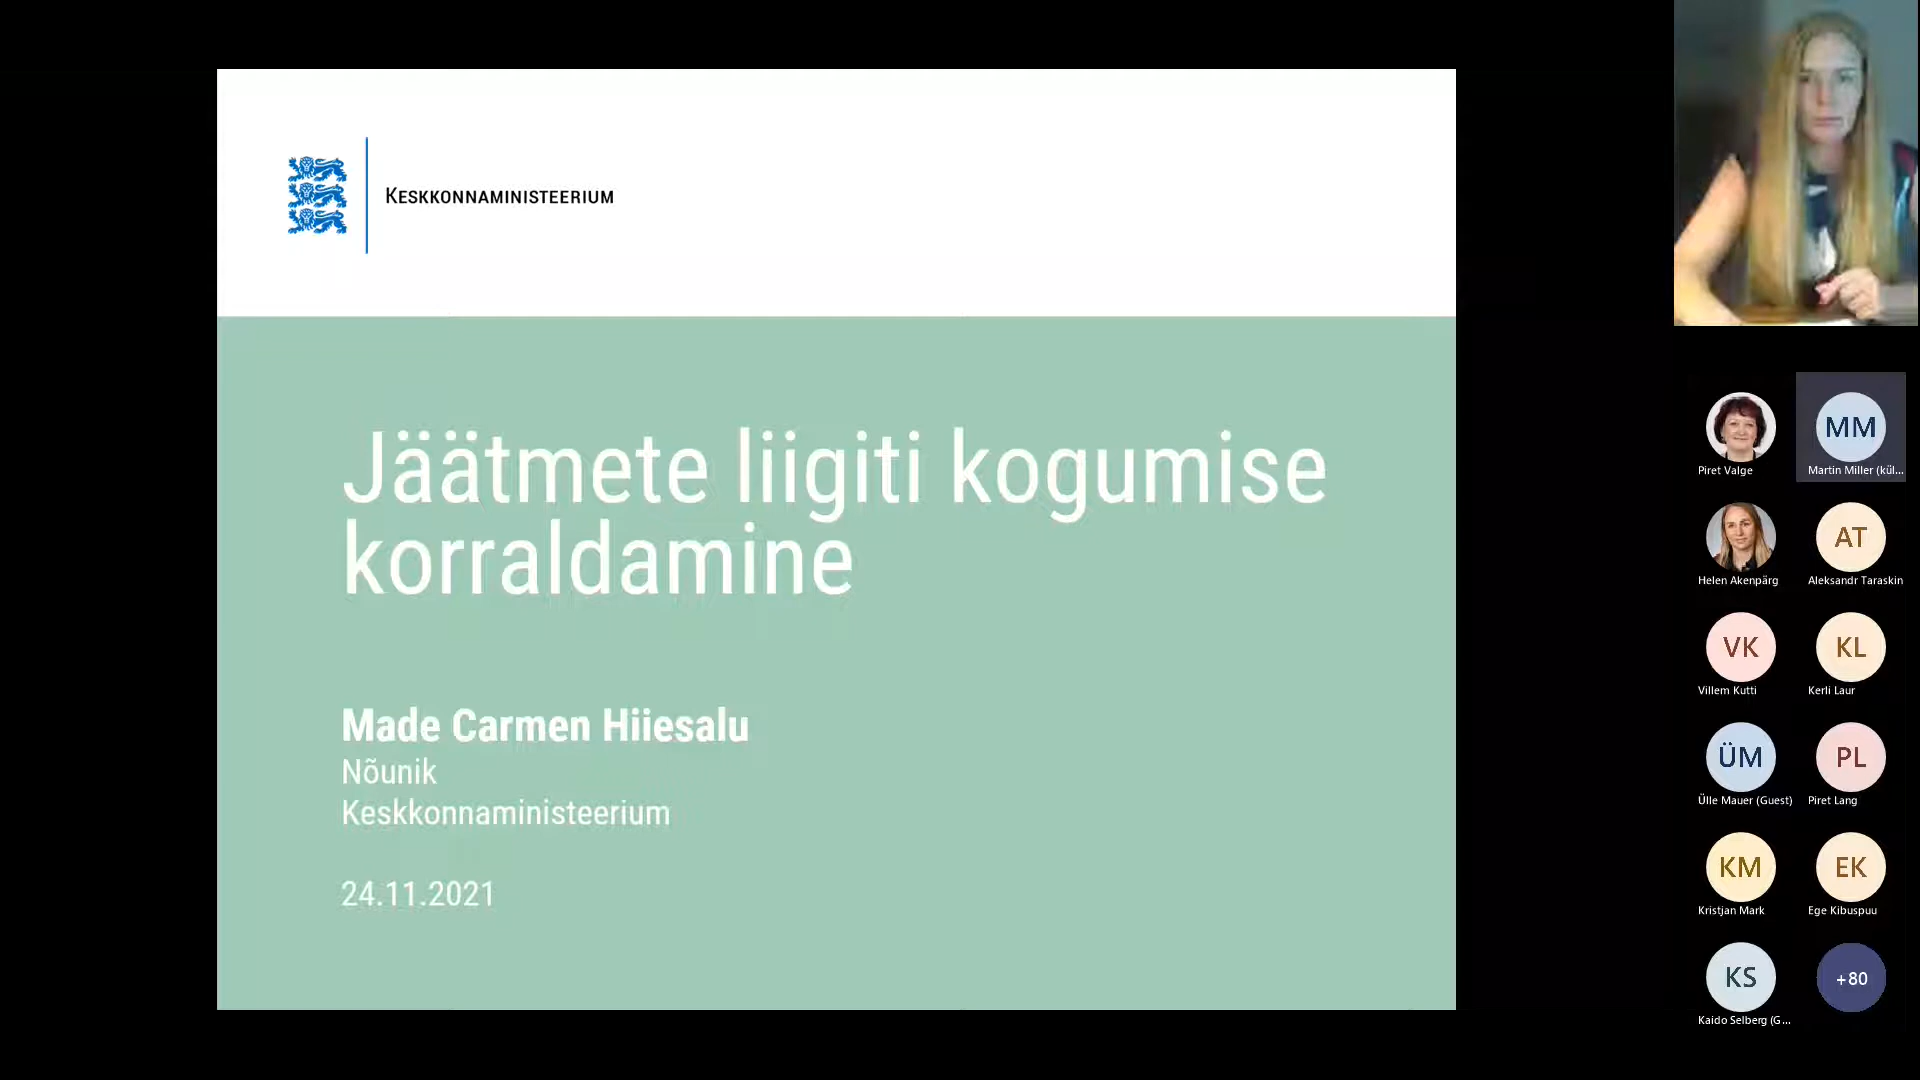 KESKKONNAMINISTEERIUM
Jäätmete liigiti kogumise
korraldamine
Made Carmen Hiiesalu
Nõunik
Keskkonnaministeerium
24.11.2021
MM
Piret Valge
Martin Miller (kül...
AT
Helen Akenpärg
Aleksandr Taraskin
VK
KL
Villem Kutti
Kerli Laur
ÜM
PL
Ülle Mauer (Guest)
Piret Lang
KM
EK
Kristjan Mark
Ege Kibuspuu
KS
+80
Kaido Selberg (G...